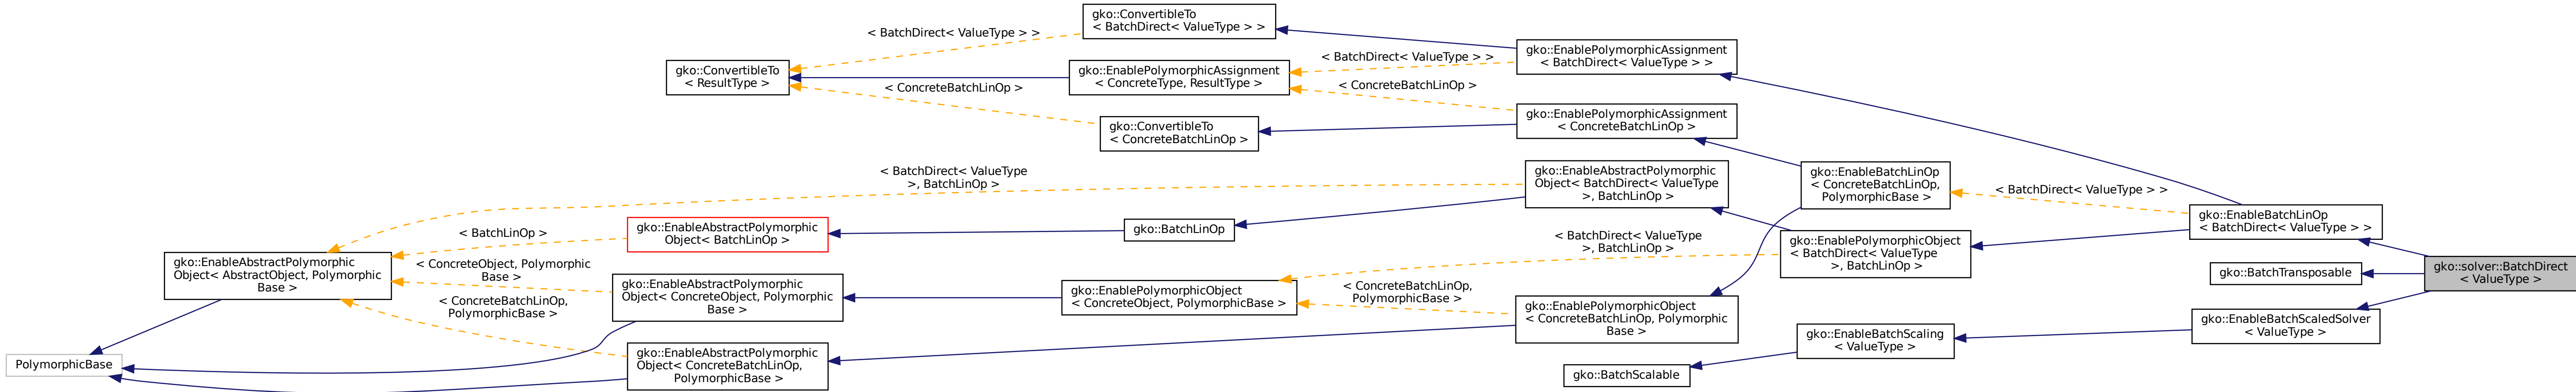 gko::ConvertibleTo
< BatchDirect< ValueType > >
< BatchDirect< ValueType > >
gko::EnablePolymorphicAssignment
< BatchDirect< ValueType > >
< BatchDirect< ValueType > >
gko::ConvertibleTo
< ResultType >
gko::EnablePolymorphicAssignment
< ConcreteType, ResultType >
< ConcreteBatchLinOp >
< ConcreteBatchLinOp >
gko::EnablePolymorphicAssignment
< ConcreteBatchLinOp >
gko::ConvertibleTo
< ConcreteBatchLinOp >
< BatchDirect< ValueType
>, BatchLinOp >
gko::EnableAbstractPolymorphic
Object< BatchDirect< ValueType
>, BatchLinOp >
gko::EnableBatchLinOp
< ConcreteBatchLinOp,
PolymorphicBase >
< BatchDirect< ValueType > >
gko::EnableBatchLinOp
< BatchDirect< ValueType > >
gko::EnableAbstractPolymorphic
Object< BatchLinOp >
< BatchLinOp >
gko::BatchLinOp
< BatchDirect< ValueType
>, BatchLinOp >
gko::EnablePolymorphicObject
< BatchDirect< ValueType
>, BatchLinOp >
gko::EnableAbstractPolymorphic
Object< AbstractObject, Polymorphic
Base >
< ConcreteObject, Polymorphic
Base >
gko::BatchTransposable
gko::solver::BatchDirect
< ValueType >
gko::EnableAbstractPolymorphic
Object< ConcreteObject, Polymorphic
Base >
gko::EnablePolymorphicObject
< ConcreteObject, PolymorphicBase >
< ConcreteBatchLinOp,
PolymorphicBase >
< ConcreteBatchLinOp,
PolymorphicBase >
gko::EnablePolymorphicObject
< ConcreteBatchLinOp, Polymorphic
Base >
gko::EnableBatchScaledSolver
< ValueType >
gko::EnableBatchScaling
< ValueType >
PolymorphicBase
gko::EnableAbstractPolymorphic
Object< ConcreteBatchLinOp,
PolymorphicBase >
gko::BatchScalable